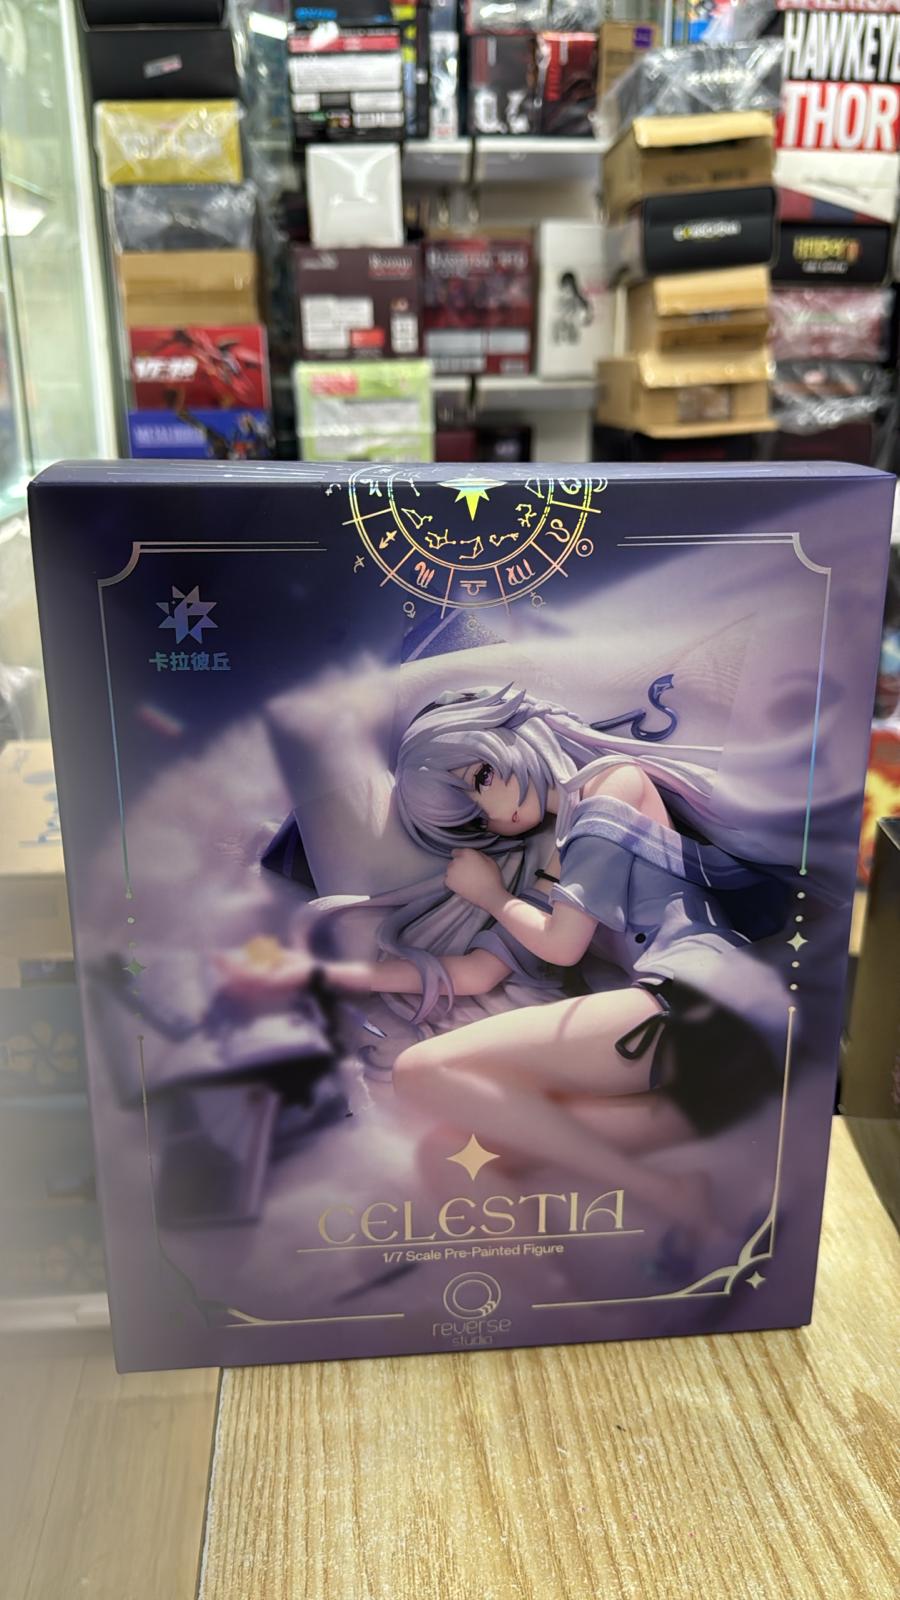 HAWKEYE
THOR
卡拉彼丘
CELESTIA
1/7 Scale Pre-Painted Figure
reverse
studio